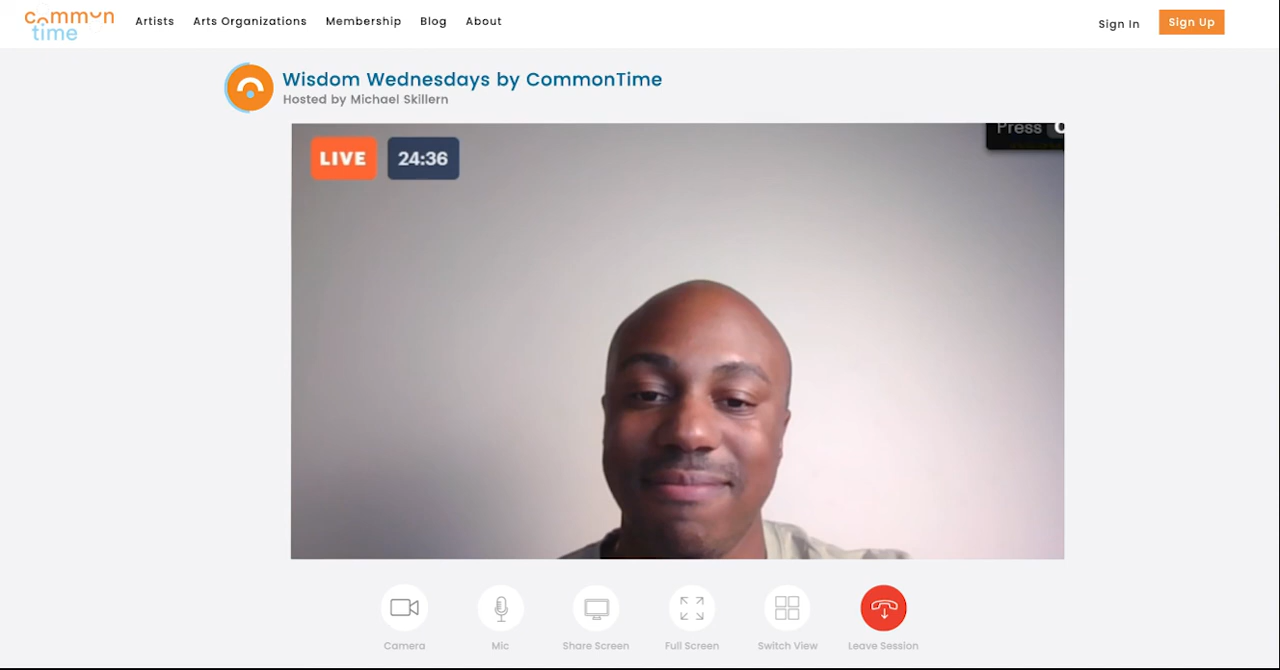 common
time
Artists Arts Organizations Membership Blog About
Sign In Sign Up
Wisdom Wednesdays by CommonTime
Hosted by Michael Skillern
LIVE 24:36
Press
Camera Mic Share Screen Full Screen Switch View Leave Session